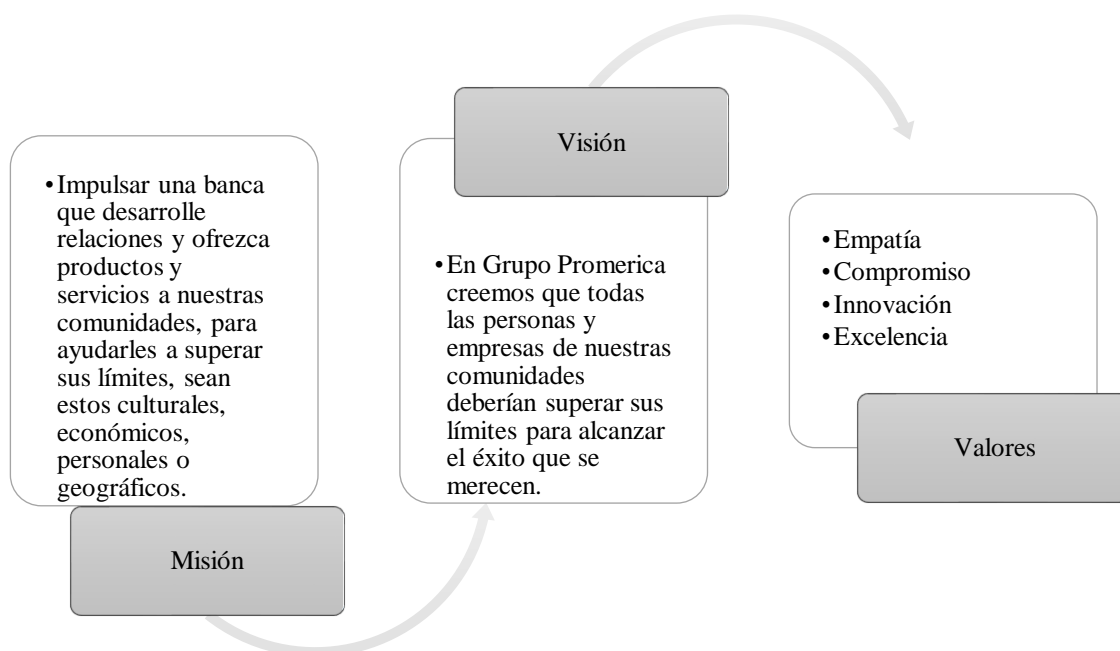 •Impulsar una banca
que desarrolle
relaciones y ofrezca
productos y
servicios a nuestras
comunidades, para
ayudarles a superar
sus límites, sean
estos culturales,
económicos,
personales o
geográficos.
Misión
Visión
•En Grupo Promerica
creemos que todas
las personas y
empresas de nuestras
comunidades
deberían superar sus
límites para alcanzar
el éxito que se
merecen.
•Empatía
•Compromiso
•Innovación
•Excelencia
Valores